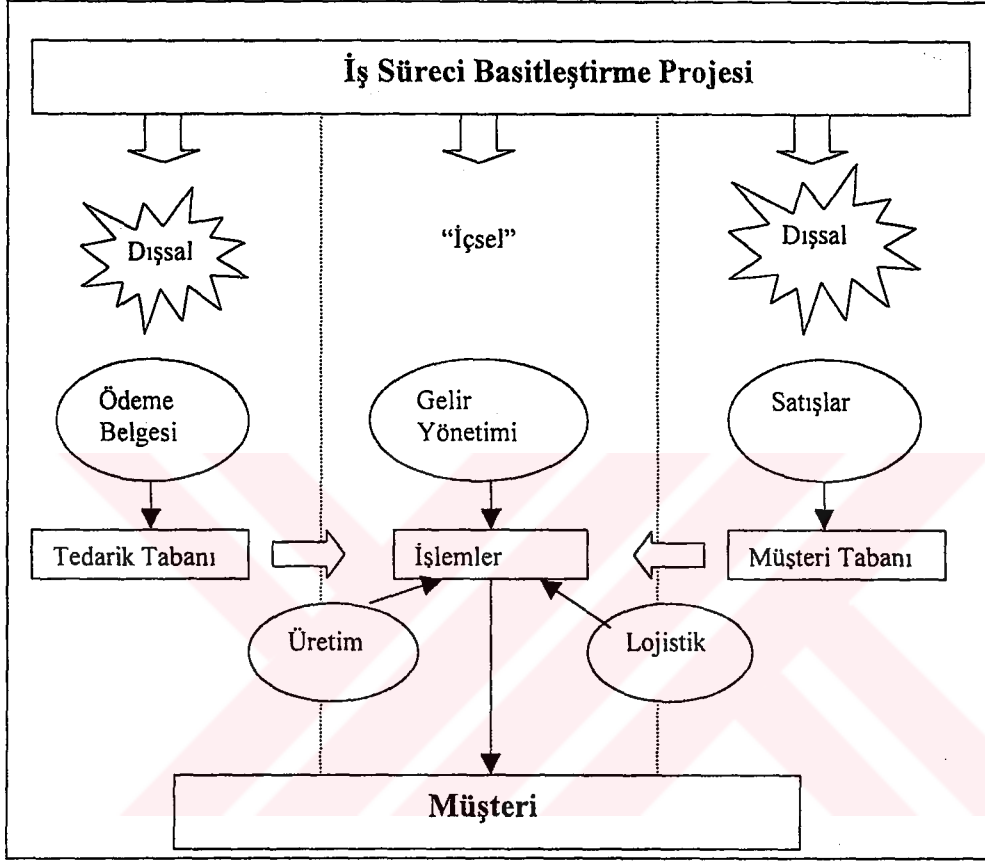 İş Süreci Basitleştirme Projesi
Dışsal
“İçsel”
Dışsal
Ödeme
Belgesi
Gelir
Yönetimi
Satışlar
Tedarik Tabanı
İşlemler
Müşteri Tabanı
Üretim
Lojistik
Müşteri